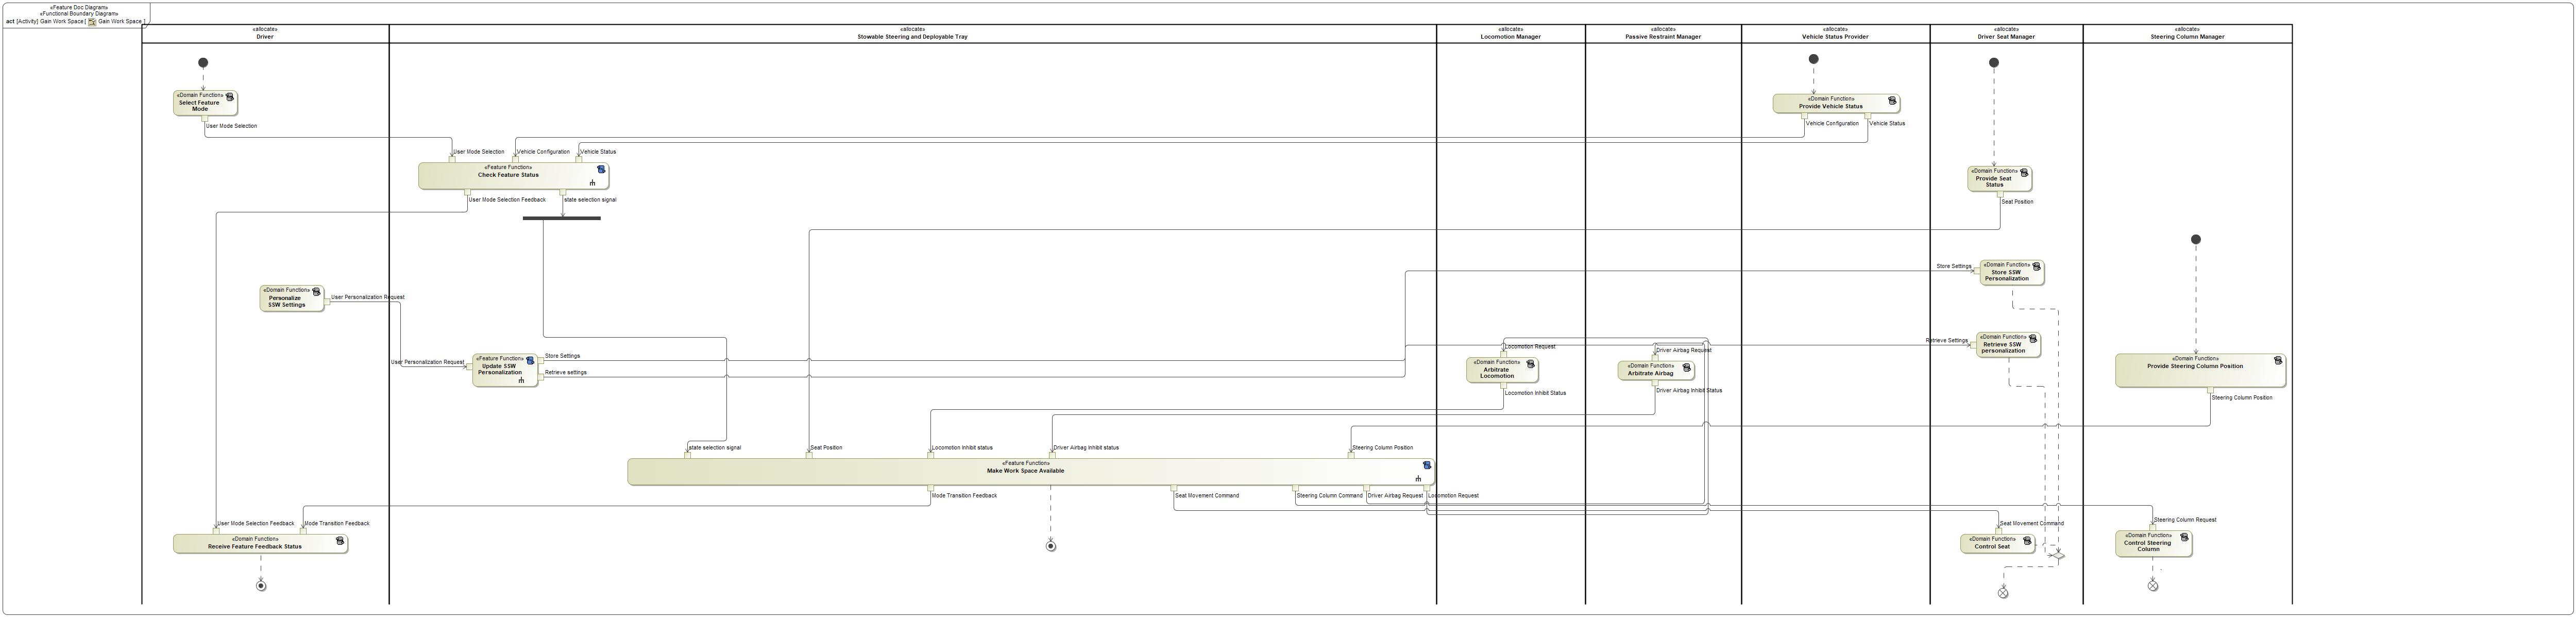 «Feature Doc Diagram»
«Functional Boundary Diagram»
act [Activity] Gain Work Space [ Gain Work Space ]
«allocate»
Driver
«allocate»
Stowable Steering and Deployable Tray
«allocate»
Locomotion Manager
«allocate»
Passive Restraint Manager
«allocate»
Vehicle Status Provider
«allocate»
Driver Seat Manager
«allocate»
Steering Column Manager
«Domain Function»
Select Feature
Mode
User Mode Selection
«Domain Function»
Provide Vehicle Status
Vehicle Configuration
Vehicle Status
User Mode Selection
Vehicle Configuration
Vehicle Status
«Feature Function»
Check Feature Status
User Mode Selection Feedback
state selection signal
«Domain Function»
Provide Seat
Status
Seat Position
«Domain Function»
Personalize
SSW Settings
User Personalization Request
Store Settings
«Domain Function»
Store SSW
Personalization
User Personalization Request
«Feature Function»
Update SSW
Personalization
Store Settings
Retrieve settings
Locomotion Request
«Domain Function»
Arbitrate
Locomotion
Locomotion Inhibit Status
Driver Airbag Request
«Domain Function»
Arbitrate Airbag
Driver Airbag Inhibit Status
Retrieve Settings
«Domain Function»
Retrieve SSW
personalization
«Domain Function»
Provide Steering Column Position
Steering Column Position
state selection signal
Seat Position
Locomotion Inhibit status
Driver Airbag Inhibit status
Steering Column Position
«Feature Function»
Make Work Space Available
Mode Transition Feedback
Seat Movement Command
Steering Column Command
Driver Airbag Request
Locomotion Request
User Mode Selection Feedback
Mode Transition Feedback
«Domain Function»
Receive Feature Feedback Status
Seat Movement Command
«Domain Function»
Control Seat
Steering Column Request
«Domain Function»
Control Steering
Column